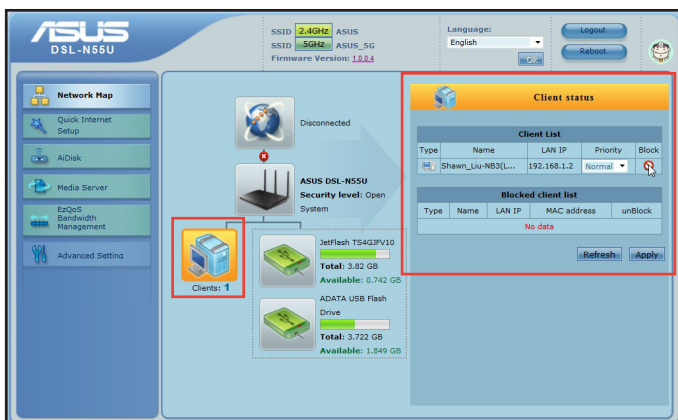 ASUS
DSL-N55U
SSID 2.4GHz ASUS
SSID 5GHz ASUS_5G
Firmware Version: 1.0.0.4
Language:
English
OK
Logout
Reboot
Network Map
Quick Internet
Setup
AiDisk
Media Server
EzQoS
Bandwidth
Management
Advanced Setting
Disconnected
ASUS DSL-N55U
Security level: Open
System
Clients: 1
JetFlash TS4GJFV10
Total: 3.82 GB
Available: 0.742 GB
ADATA USB Flash
Drive
Total: 3.722 GB
Available: 1.849 GB
Client status
Client List
Type Name LAN IP Priority Block
Shawn_Liu-NB3(L... 192.168.1.2 Normal
Blocked client list
Type Name LAN IP MAC address unBlock
No data
Refresh Apply